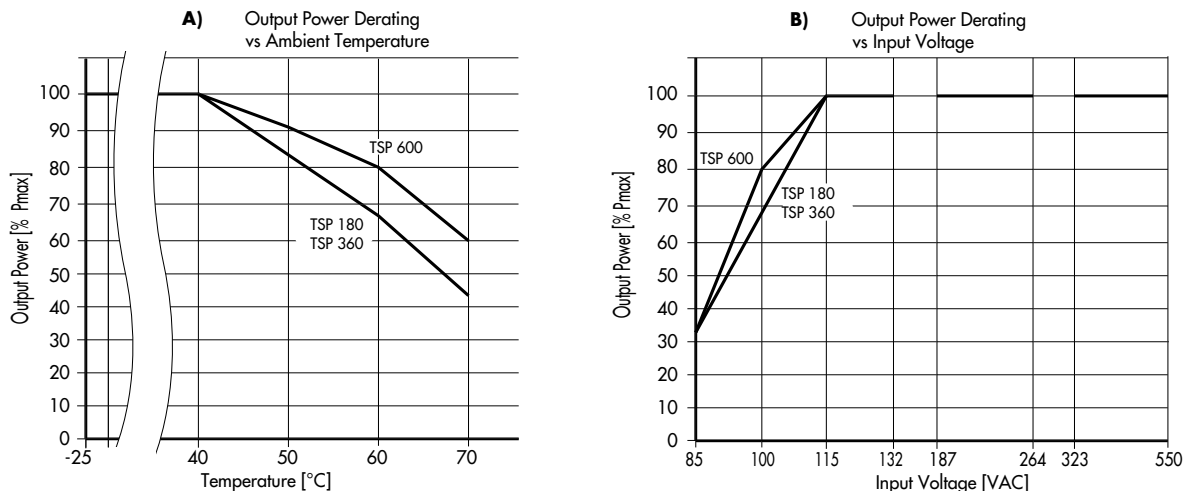 A) Output Power Derating
vs Ambient Temperature
Output Power [% Pmax]
100
90
80
70
60
50
40
30
20
10
0
TSP 600
TSP 180
TSP 360
-25 40 50 60 70
Temperature [°C]
B) Output Power Derating
vs Input Voltage
Output Power [% Pmax]
100
90
80
70
60
50
40
30
20
10
0
TSP 600
TSP 180
TSP 360
85 100 115 132 187 264 323 550
Input Voltage [VAC]